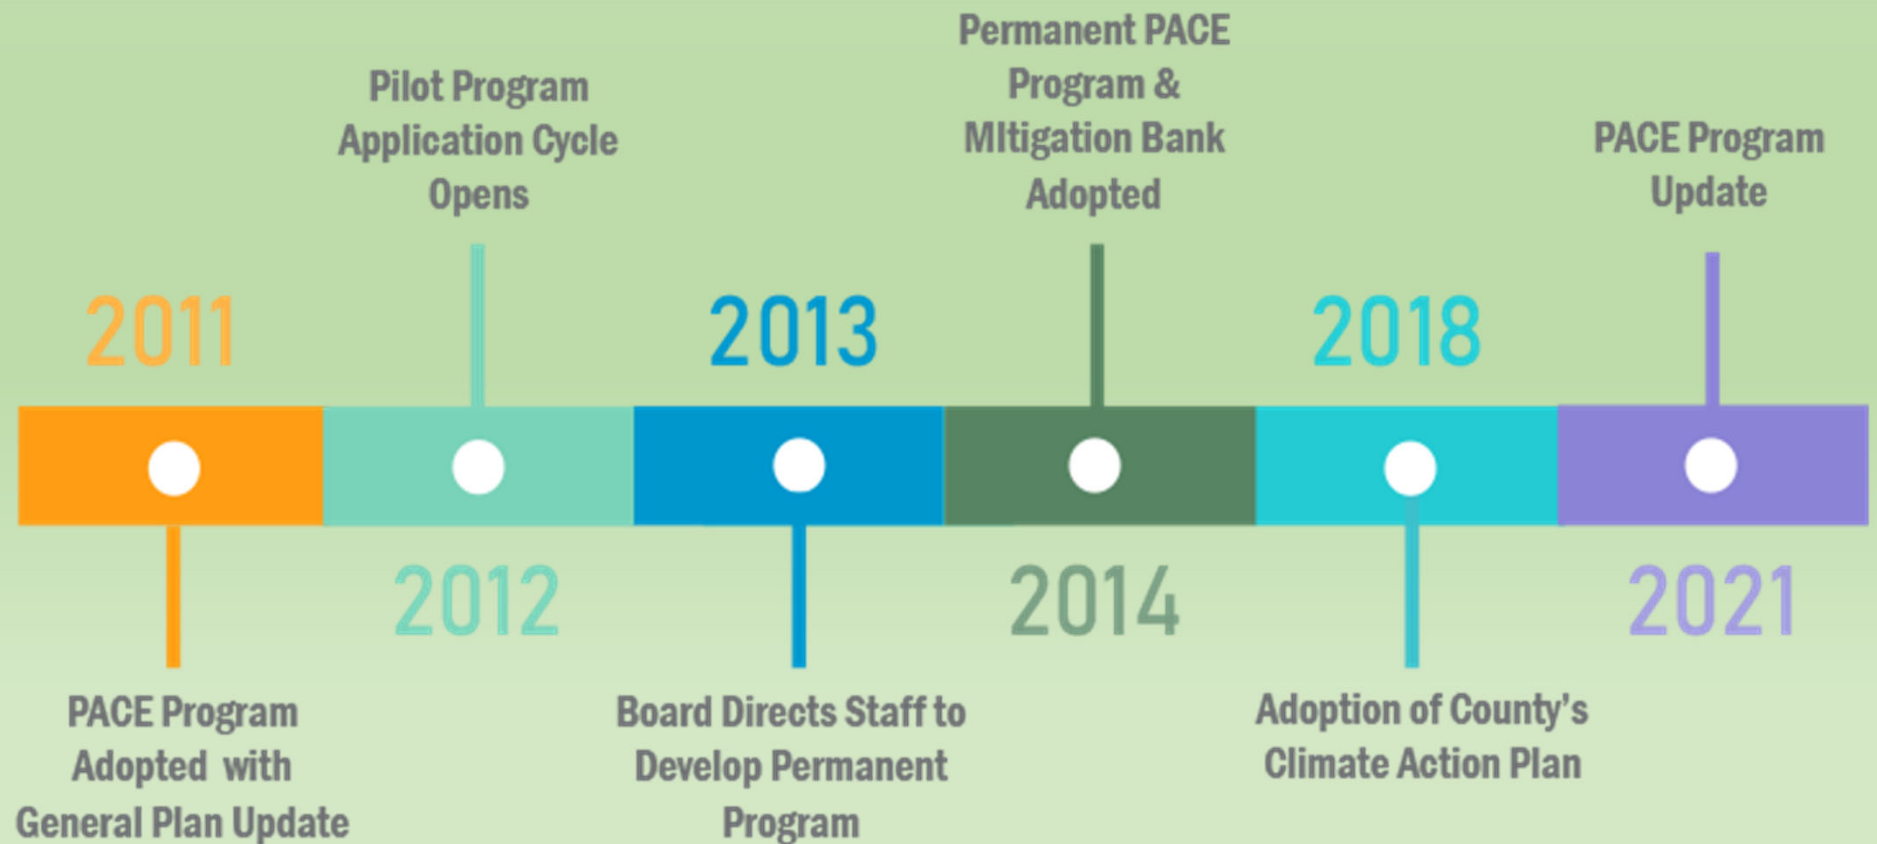 2011
PACE Program
Adopted with
General Plan Update
Pilot Program
Application Cycle
Opens
2012
2013
Board Directs Staff to
Develop Permanent
Program
Permanent PACE
Program &
MItigation Bank
Adopted
2014
2018
Adoption of County's
Climate Action Plan
PACE Program
Update
2021